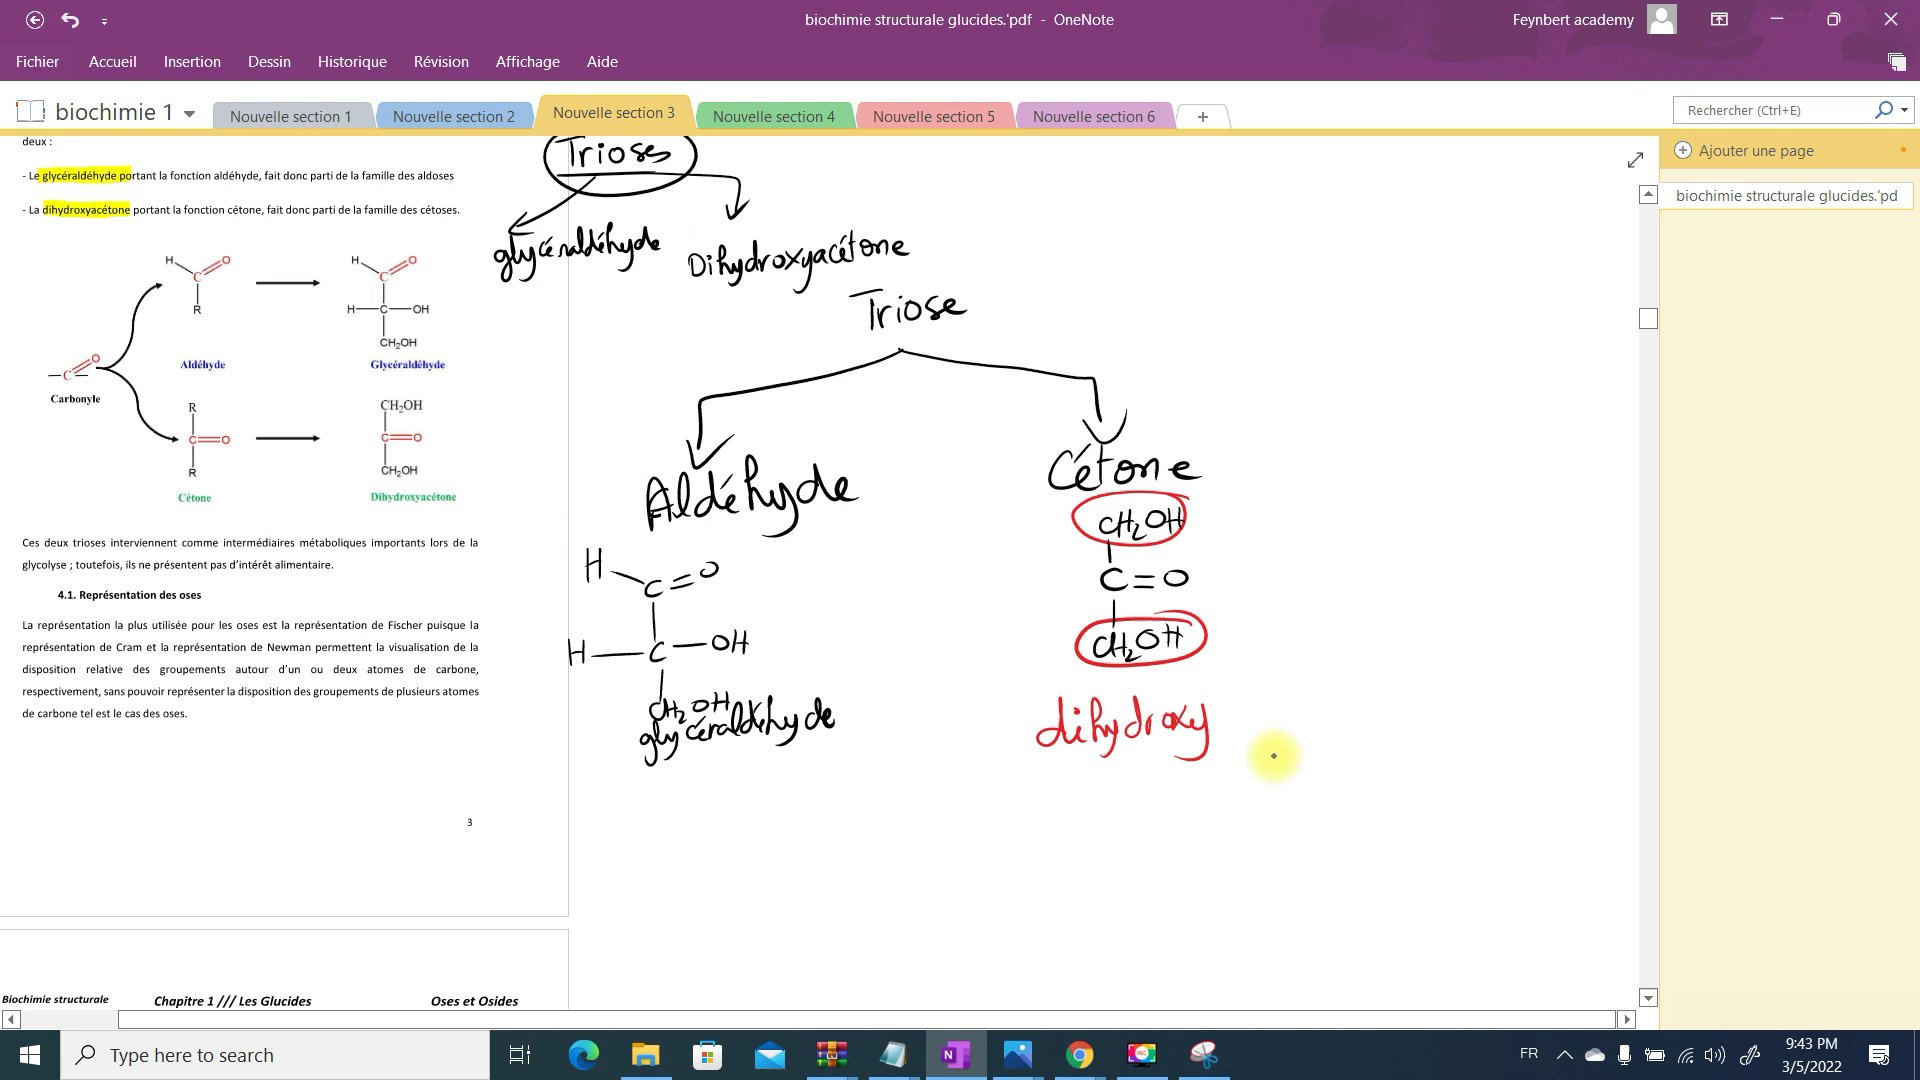 biochimie structurale glucides.'pdf - OneNote
Feynbert academy
Fichier Accueil Insertion Dessin Historique Révision Affichage Aide
biochimie 1
Nouvelle section 1
Nouvelle section 2
Nouvelle section 3
Nouvelle section 4
Nouvelle section 5
Nouvelle section 6
+
Rechercher (Ctrl+E)
Ajouter une page
biochimie structurale glucides.'pd
deux :
- Le glycéraldéhyde portant la fonction aldéhyde, fait donc parti de la famille des aldoses
- La dihydroxyacétone portant la fonction cétone, fait donc parti de la famille des cétoses.
H
C
O
R
Aldéhyde
H
C
O
H
C
OH
CH2OH
Glycéraldéhyde
C
O
Carbonyle
R
C
O
R
Cétone
CH2OH
C
O
CH2OH
Dihydroxyacétone
Ces deux trioses interviennent comme intermédiaires métaboliques importants lors de la
glycolyse ; toutefois, ils ne présentent pas d'intérêt alimentaire.
4.1. Représentation des oses
La représentation la plus utilisée pour les oses est la représentation de Fischer puisque la
représentation de Cram et la représentation de Newman permettent la visualisation de la
disposition relative des groupements autour d'un ou deux atomes de carbone,
respectivement, sans pouvoir représenter la disposition des groupements de plusieurs atomes
de carbone tel est le cas des oses.
3
Biochimie structurale
Chapitre 1 /// Les Glucides
Oses et Osides
Trioses
glycéraldéhyde
Dihydroxyacétone
Triose
Aldéhyde
H
C = O
H C OH
CH2OH
glycéraldéhyde
Cétone
CH2OH
C = O
CH2OH
dihydroxy
Type here to search
FR
9:43 PM
3/5/2022